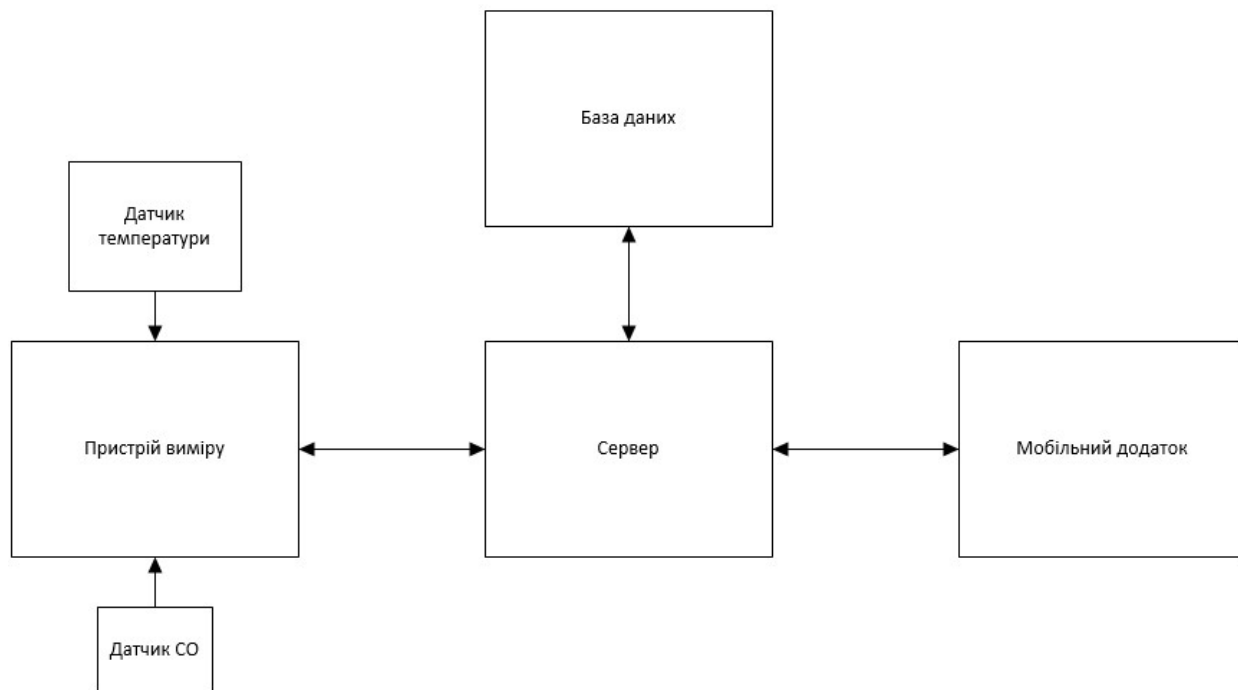 База даних
Датчик
температури
Пристрій виміру
Сервер
Мобільний додаток
Датчик СО